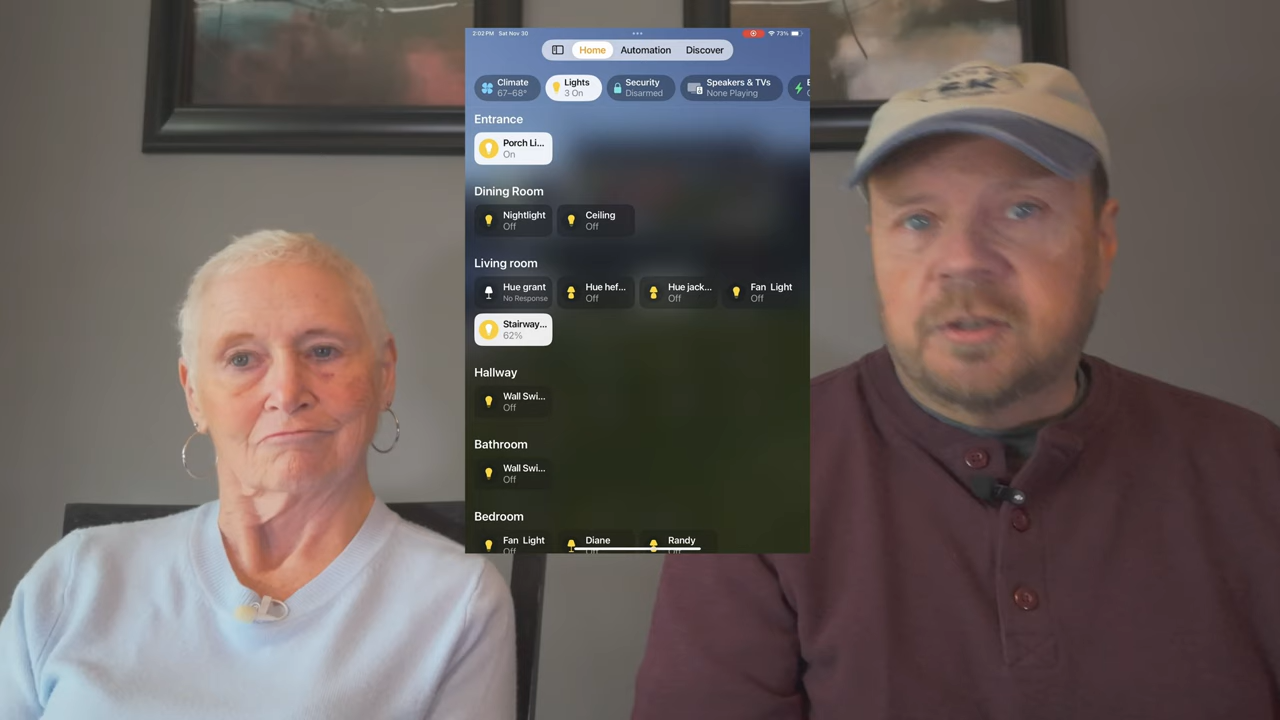 2:02 PM Sat Nov 30
73%
Home Automation Discover
Climate
67–68°
Lights
3 On
Security
Disarmed
Speakers & TVs
None Playing
Entrance
Porch Li...
On
Dining Room
Nightlight
Off
Ceiling
Off
Living room
Hue grant
No Response
Hue hef...
Off
Hue jack...
Off
Fan Light
Off
Stairway...
62%
Hallway
Wall Swi...
Off
Bathroom
Wall Swi...
Off
Bedroom
Fan Light
Off
Diane
Off
Randy
Off